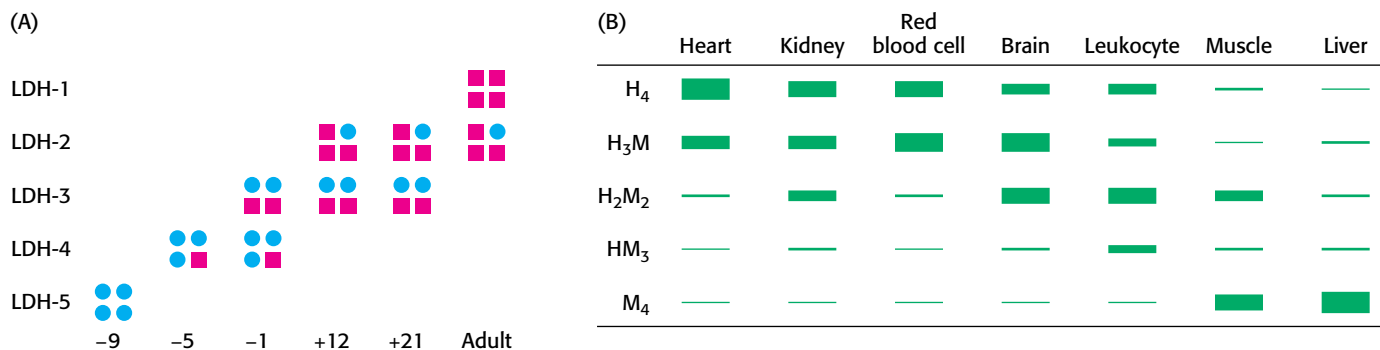 (A)
LDH-1
LDH-2
LDH-3
LDH-4
LDH-5
–9 –5 –1 +12 +21 Adult
(B)
Heart Kidney Red blood cell Brain Leukocyte Muscle Liver
H4
H3M
H2M2
HM3
M4